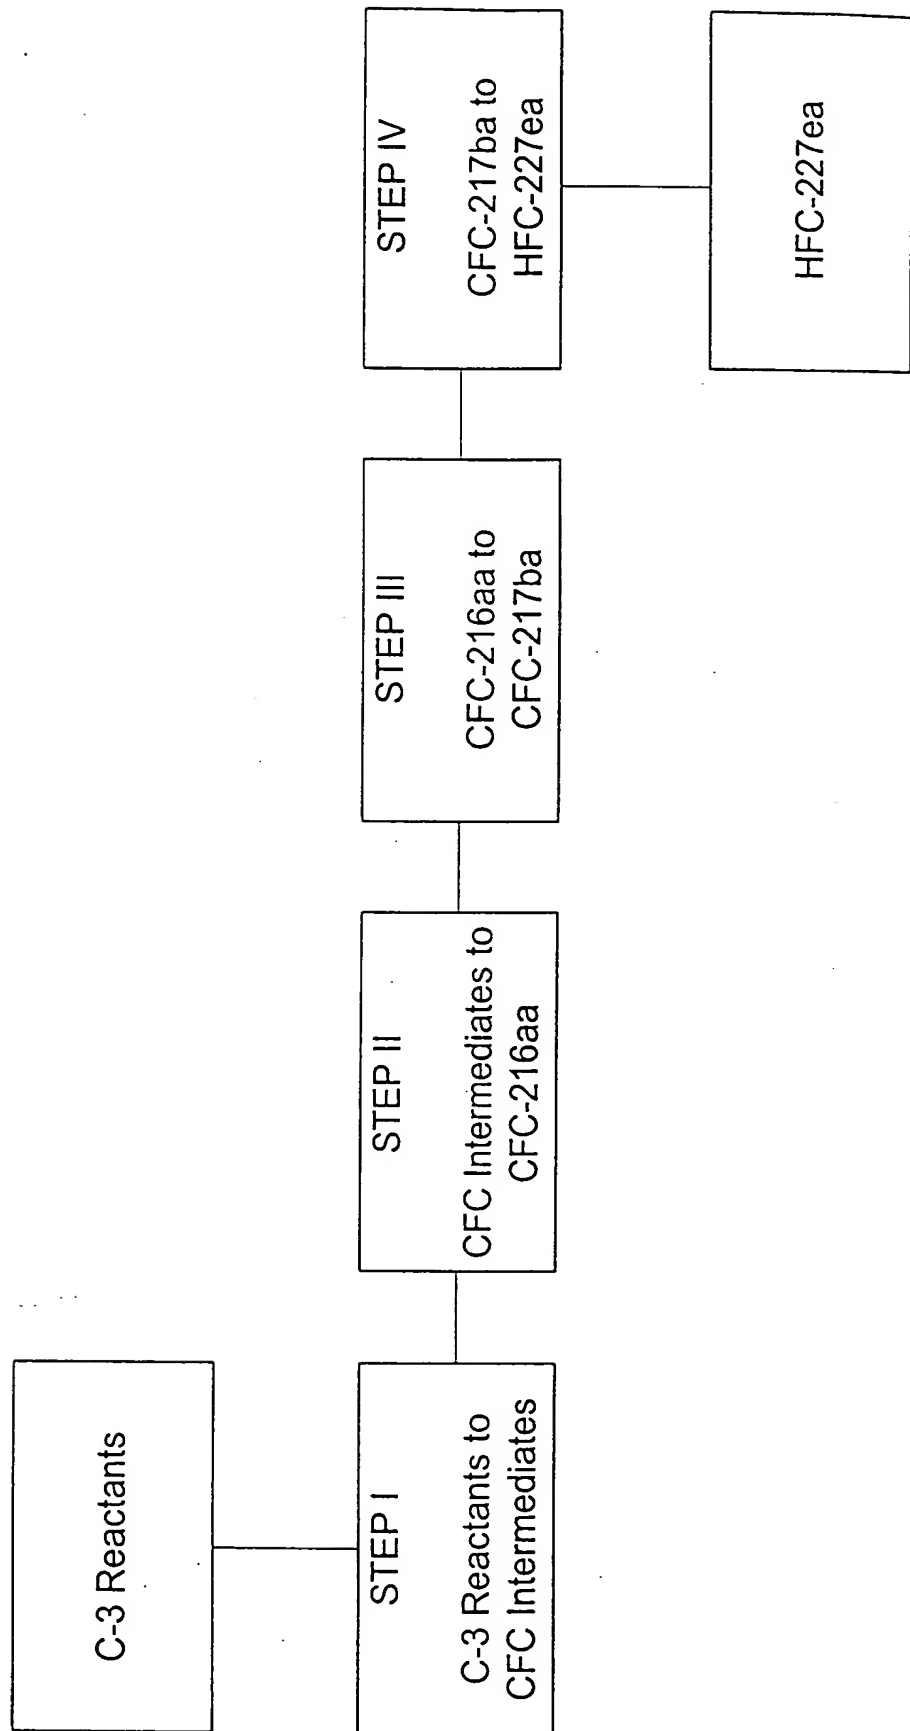 C-3 Reactants
STEP I
C-3 Reactants to
CFC Intermediates
STEP II
CFC Intermediates to
CFC-216aa
STEP III
CFC-216aa to
CFC-217ba
STEP IV
CFC-217ba to
HFC-227ea
HFC-227ea